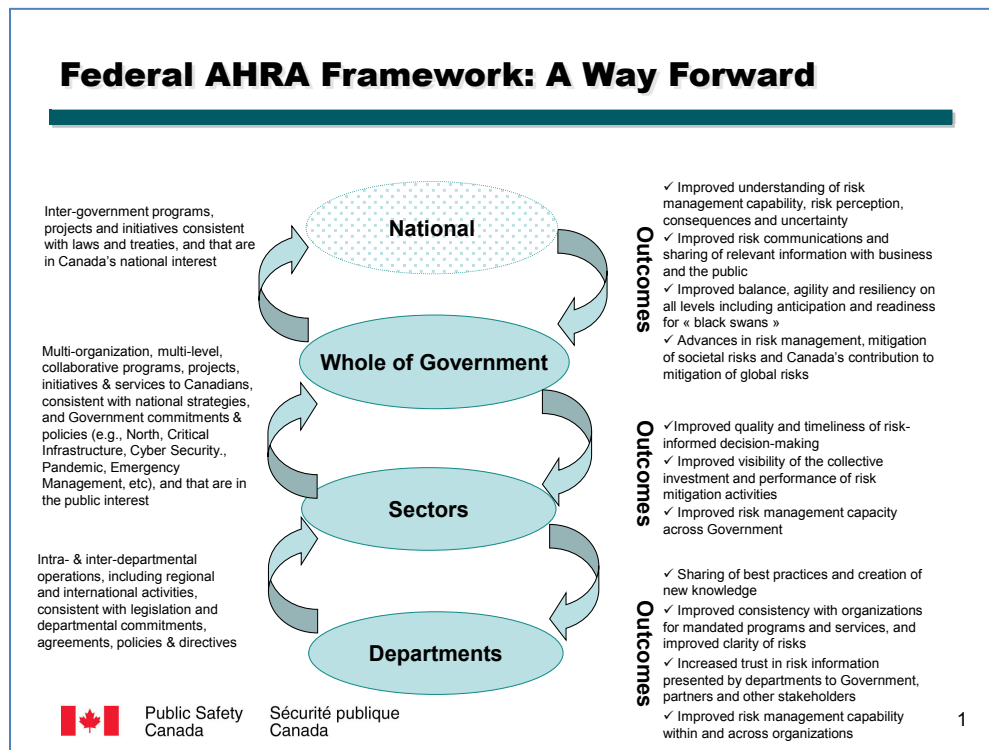 Federal AHRA Framework: A Way Forward
Inter-government programs,
projects and initiatives consistent
with laws and treaties, and that are
in Canada's national interest
National
Outcomes
✓ Improved understanding of risk
management capability, risk perception,
consequences and uncertainty
✓ Improved risk communications and
sharing of relevant information with business
and the public
✓ Improved balance, agility and resiliency on
all levels including anticipation and readiness
for « black swans »
✓ Advances in risk management, mitigation
of societal risks and Canada's contribution to
mitigation of global risks
Whole of Government
Multi-organization, multi-level,
collaborative programs, projects,
initiatives & services to Canadians,
consistent with national strategies,
and Government commitments &
policies (e.g., North, Critical
Infrastructure, Cyber Security.,
Pandemic, Emergency
Management, etc), and that are in
the public interest
Sectors
Outcomes
✓Improved quality and timeliness of risk-
informed decision-making
✓ Improved visibility of the collective
investment and performance of risk
mitigation activities
✓ Improved risk management capacity
across Government
Intra- & inter-departmental
operations, including regional
and international activities,
consistent with legislation and
departmental commitments,
agreements, policies & directives
Departments
Outcomes
✓ Sharing of best practices and creation of
new knowledge
✓ Improved consistency with organizations
for mandated programs and services, and
improved clarity of risks
✓ Increased trust in risk information
presented by departments to Government,
partners and other stakeholders
✓ Improved risk management capability
within and across organizations
Public Safety Sécurité publique
Canada Canada
1